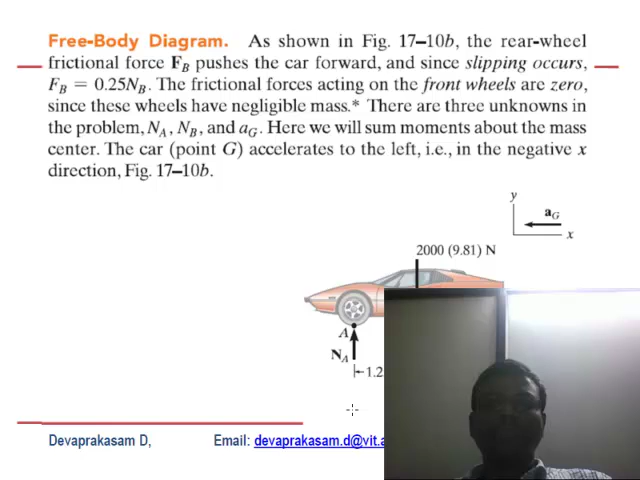 Free-Body Diagram. As shown in Fig. 17–10b, the rear-wheel
frictional force F_B pushes the car forward, and since slipping occurs,
F_B = 0.25N_B. The frictional forces acting on the front wheels are zero,
since these wheels have negligible mass.* There are three unknowns in
the problem, N_A, N_B, and a_G. Here we will sum moments about the mass
center. The car (point G) accelerates to the left, i.e., in the negative x
direction, Fig. 17–10b.
y
a_G
x
2000 (9.81) N
A
N_A
1.2
Devaprakasam D, Email: devaprakasam.d@vit.a